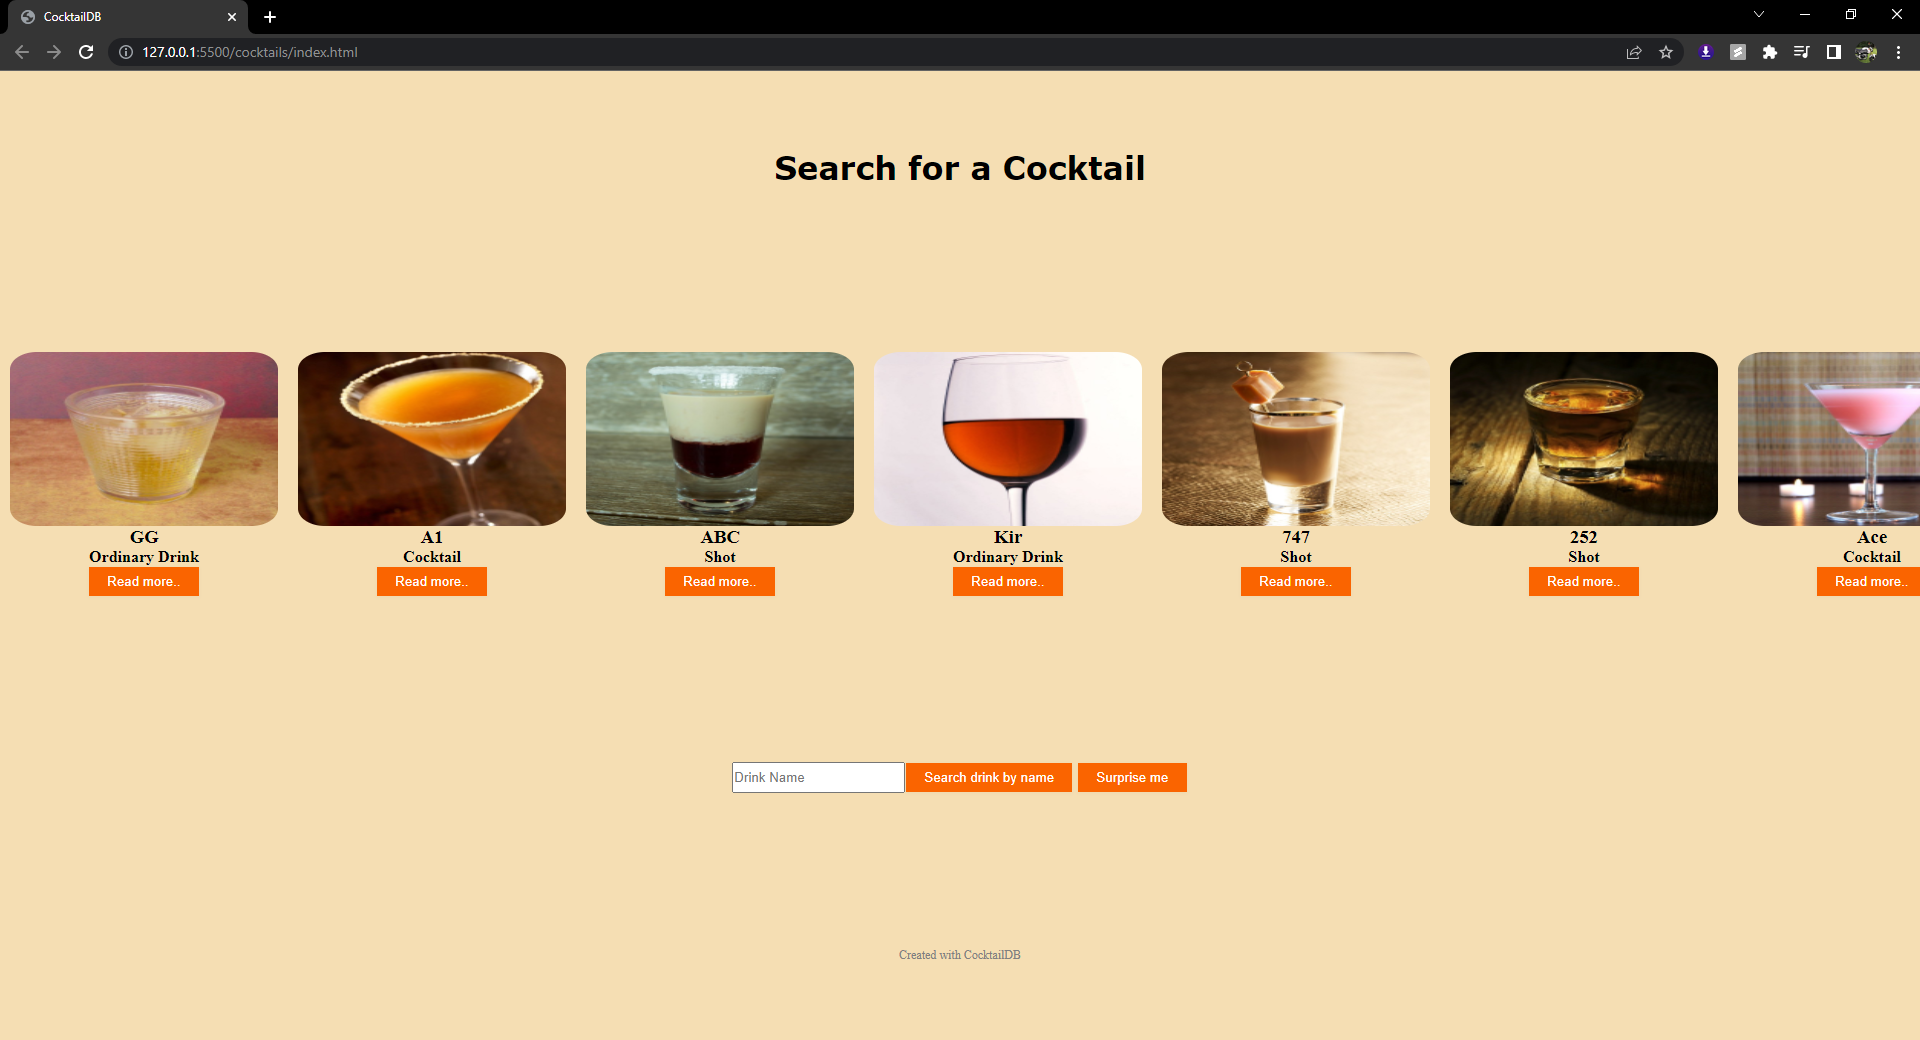 CocktailDB
127.0.0.1:5500/cocktails/index.html
Search for a Cocktail
GG
Ordinary Drink
Read more..
A1
Cocktail
Read more..
ABC
Shot
Read more..
Kir
Ordinary Drink
Read more..
747
Shot
Read more..
252
Shot
Read more..
Ace
Cocktail
Read more..
Drink Name
Search drink by name
Surprise me
Created with CocktailDB